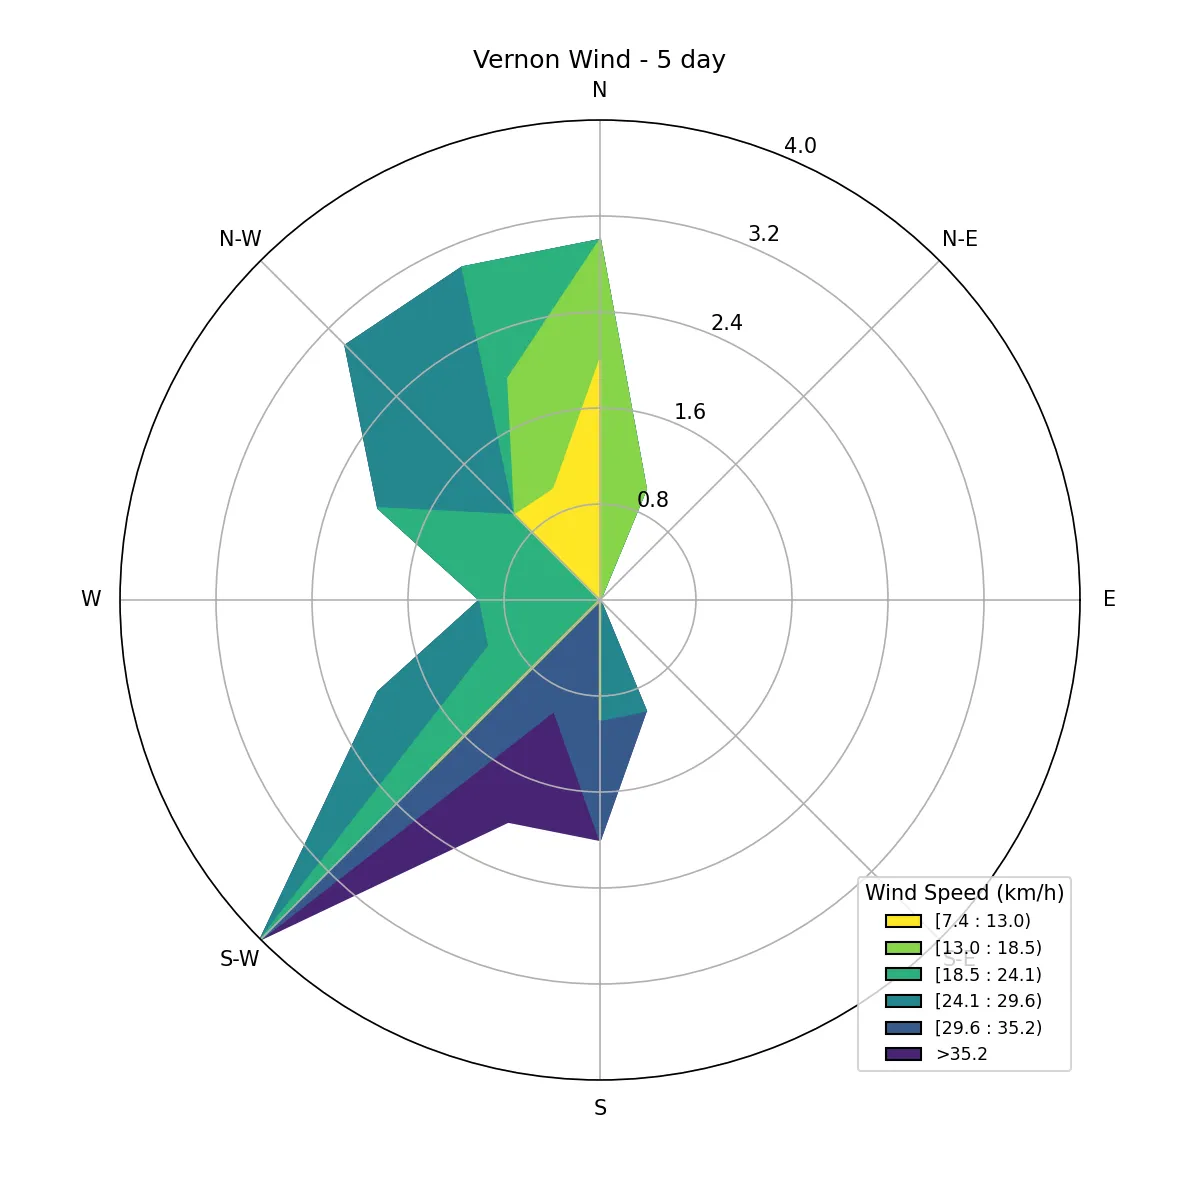 Vernon Wind - 5 day
N
4.0
N-W
3.2
N-E
2.4
1.6
0.8
W
E
S-W
S-E
Wind Speed (km/h)
[7.4 : 13.0)
[13.0 : 18.5)
[18.5 : 24.1)
[24.1 : 29.6)
[29.6 : 35.2)
>35.2
S